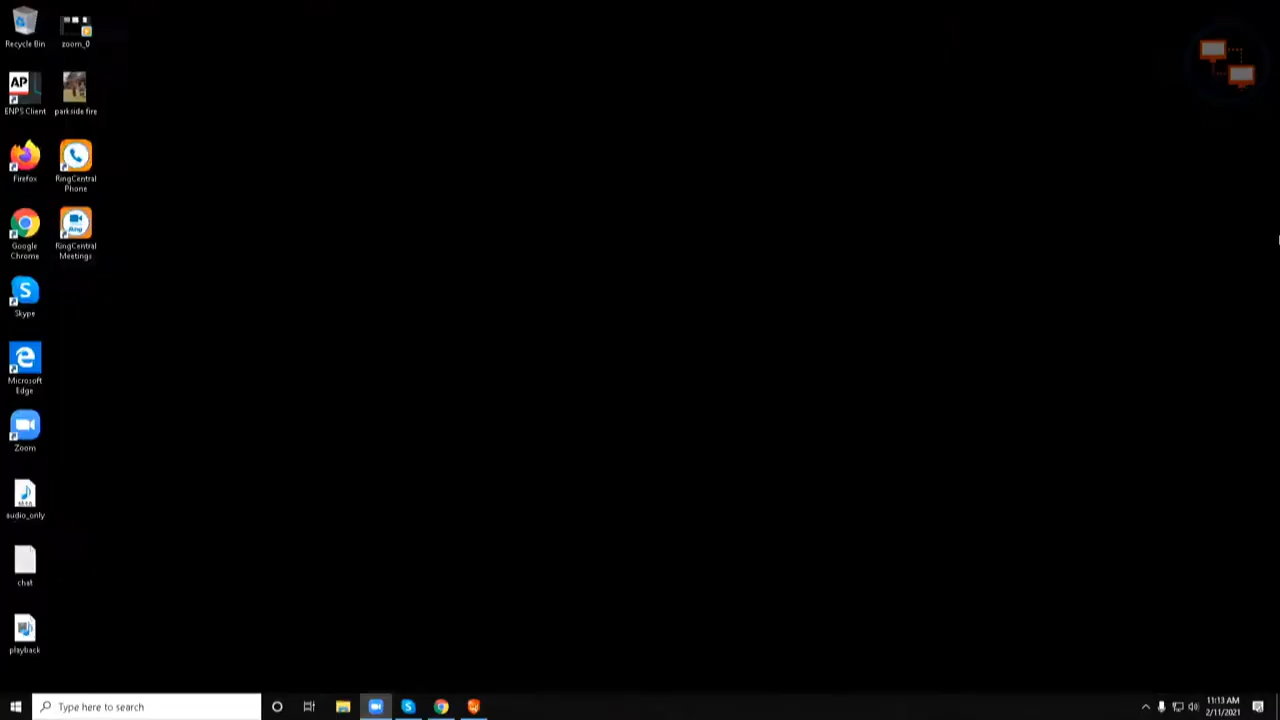 Recycle Bin
zoom_0
AP
ENPS Client
parkside fire
Firefox
RingCentral
Phone
Google
Chrome
Ring
RingCentral
Meetings
S
Skype
Microsoft
Edge
Zoom
audio_only
chat
playback
Type here to search
11:13 AM
2/11/2021